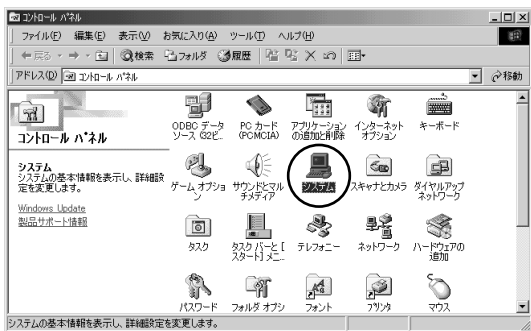 コントロール パネル
ファイル(F) 編集(E) 表示(V) お気に入り(A) ツール(T) ヘルプ(H)
戻る 検索 フォルダ 履歴
アドレス(D) コントロール パネル 移動
コントロール パネル
システム
システムの基本情報を表示し、詳細設
定を変更します。
Windows Update
製品サポート情報
ODBC データ
ソース (32ビ...
PC カード
(PCMCIA)
アプリケーション
の追加と削除
インターネット
オプション
キーボード
ゲーム オプショ
ン
サウンドとマル
チメディア
システム
スキャナとカメラ
ダイヤルアップ
ネットワーク
タスク
タスク バーと [
スタート] メニ...
テレフォニー
ネットワーク
ハードウェアの
追加
パスワード
フォルダ オプシ
フォント
プリンタ
マウス
システムの基本情報を表示し、詳細設定を変更します。